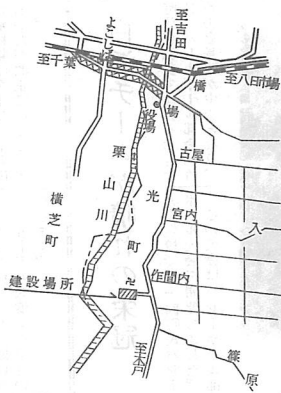 至吉田
よこしば
至千葉
至八日市場
橋
役場
古屋
栗山川
光町
宮内
入
横芝町
作間内
建設場所
卍
至木戸
篠原